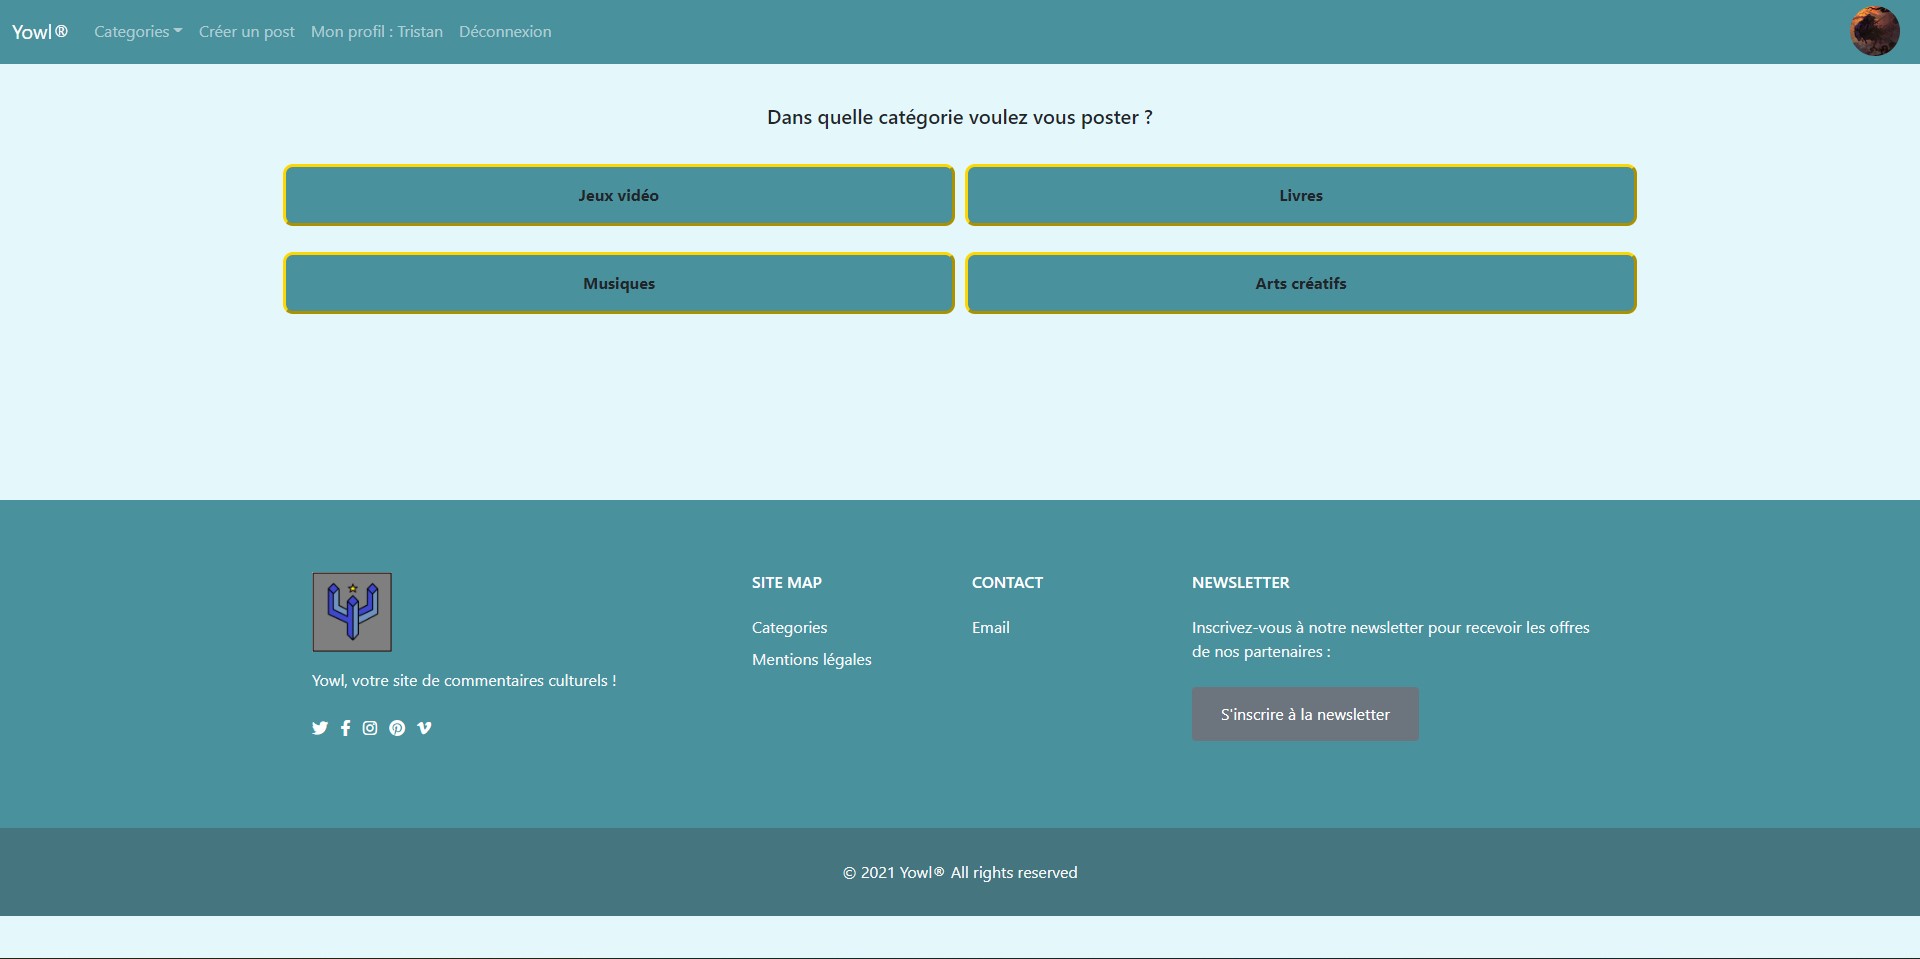 Yowl® Categories Créer un post Mon profil : Tristan Déconnexion
Dans quelle catégorie voulez vous poster ?
Jeux vidéo
Livres
Musiques
Arts créatifs
Yowl, votre site de commentaires culturels !
SITE MAP
Categories
Mentions légales
CONTACT
Email
NEWSLETTER
Inscrivez-vous à notre newsletter pour recevoir les offres
de nos partenaires :
S'inscrire à la newsletter
© 2021 Yowl® All rights reserved